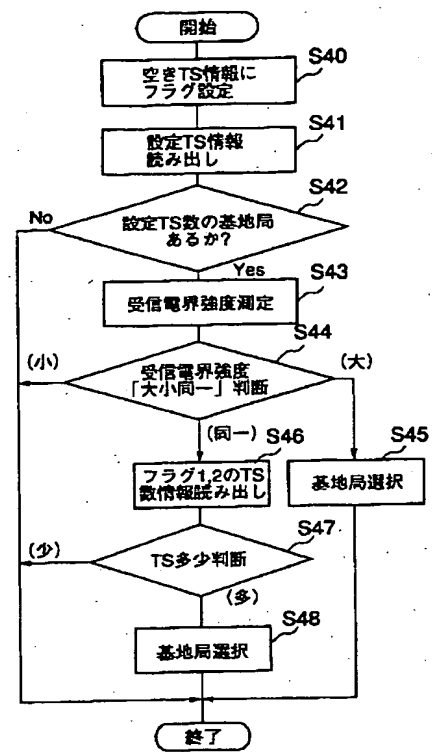 開始
S40
空きTS情報に
フラグ設定
S41
設定TS情報
読み出し
S42
No
設定TS数の基地局
あるか?
Yes
S43
受信電界強度測定
S44
(小)
(大)
受信電界強度
「大小同一」判断
(同一)
S46
S45
フラグ1,2のTS
数情報読み出し
基地局選択
S47
(少)
TS多少判断
(多)
S48
基地局選択
終了